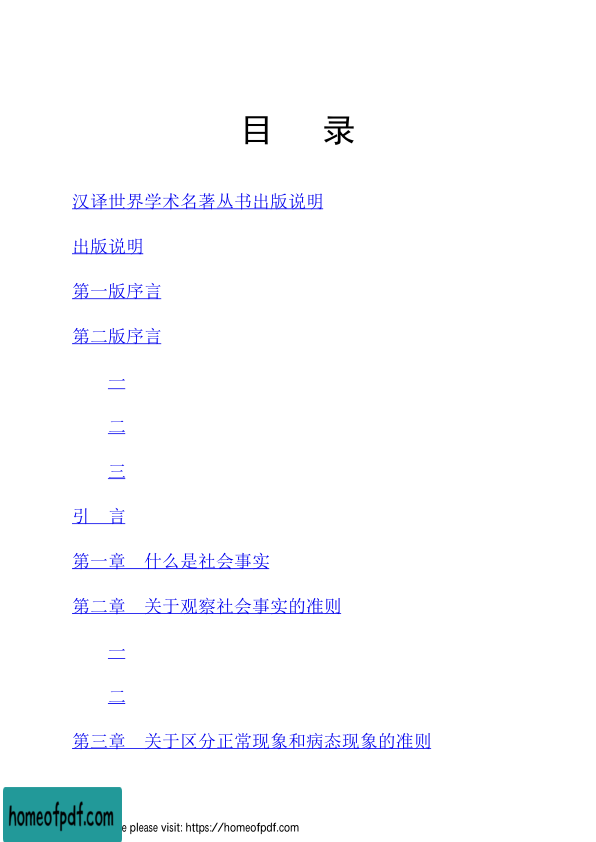 目 录
汉译世界学术名著丛书出版说明
出版说明
第一版序言
第二版序言
一
二
三
引 言
第一章 什么是社会事实
第二章 关于观察社会事实的准则
一
二
第三章 关于区分正常现象和病态现象的准则
homeofpdf.com
please visit: https://homeofpdf.com